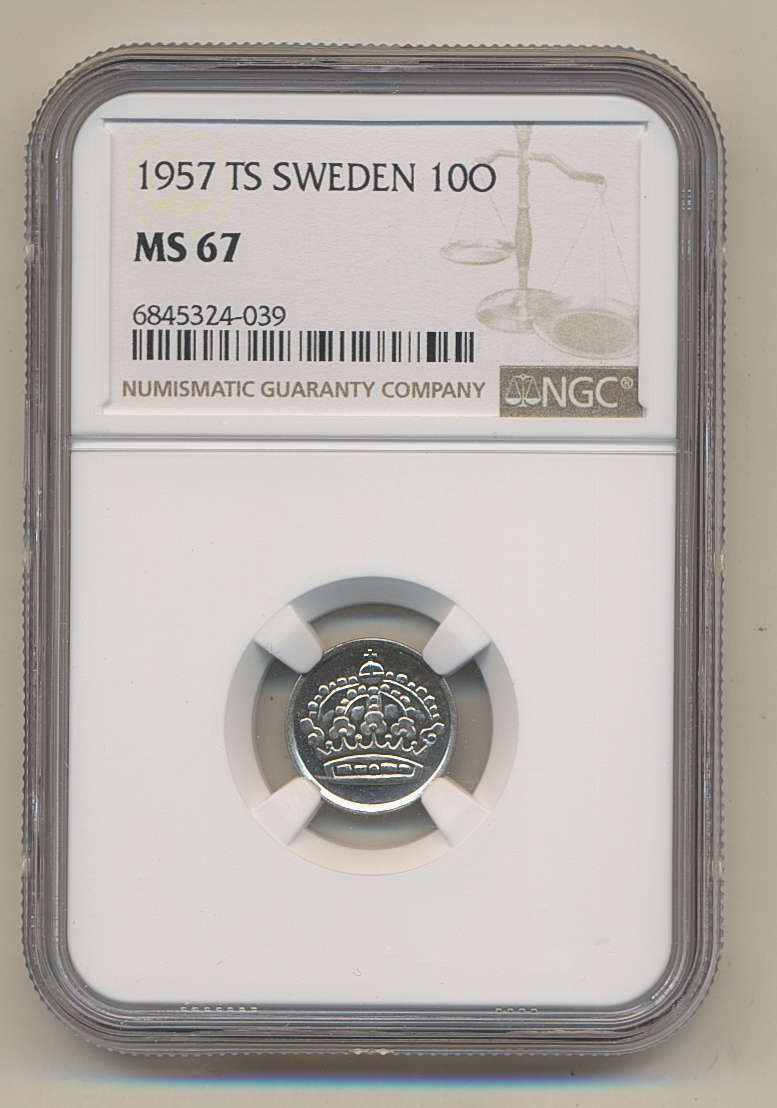 1957 TS SWEDEN 10O
MS 67
6845324-039
NUMISMATIC GUARANTY COMPANY
NGC®